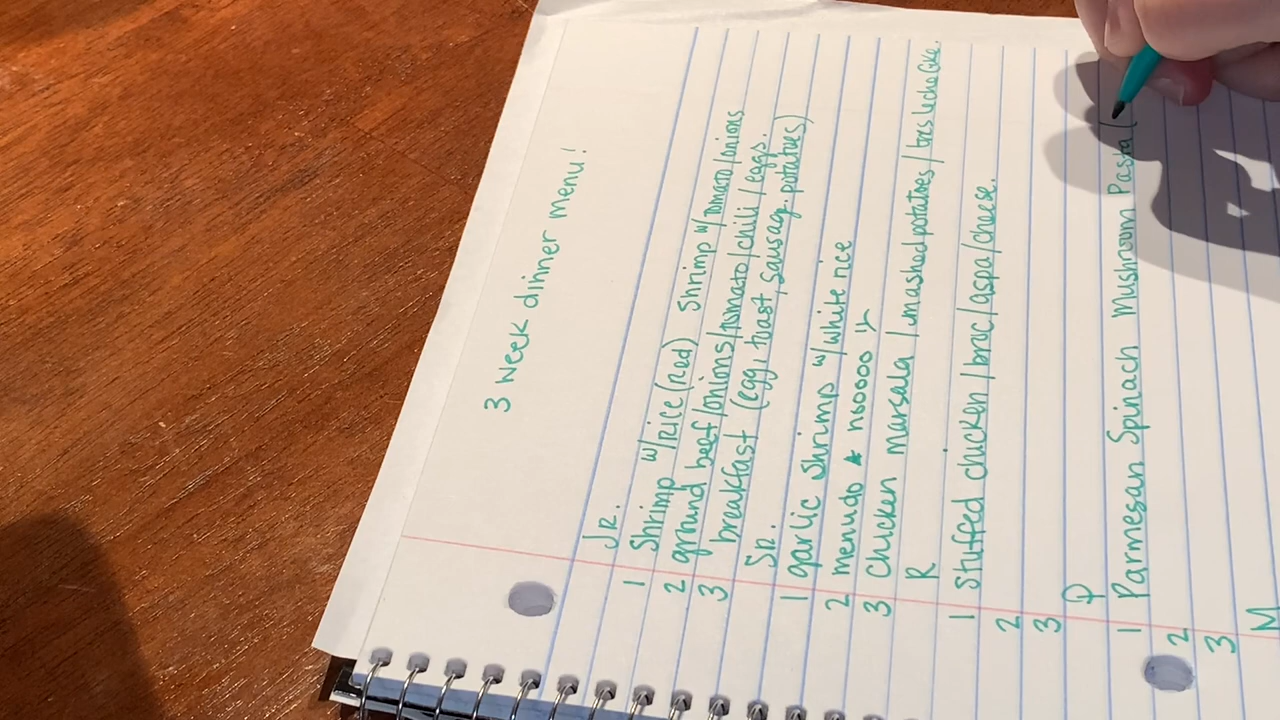 3 week dinner menu!
JR.
1 Shrimp w/rice (red) shrimp w/ tomato/onions
2 ground beef/onions/tomato/chili/eggs.
3 breakfast (egg, toast, sausag. potatoes)
SR.
1 garlic shrimp w/white rice
2 menudo * nooooo
3 chicken marsala / mashed potatoes / tres leche cake.
R
1 stuffed chicken / broc / aspa / cheese.
2
3
P
1 Parmesan Spinach Mushroom Pasta (
2
3
M